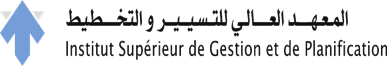 المعهد العالي للتسيير و التخطيط
Institut Supérieur de Gestion et de Planification